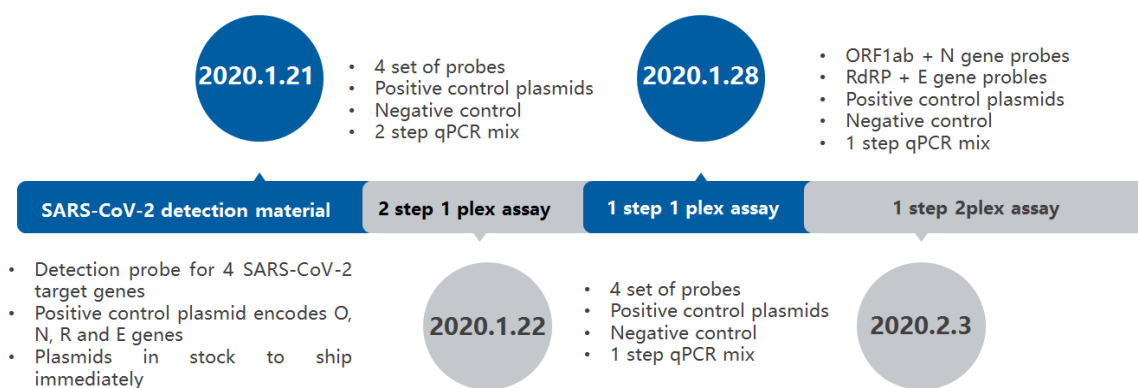 2020.1.21
• 4 set of probes
• Positive control plasmids
• Negative control
• 2 step qPCR mix
2020.1.28
• ORF1ab + N gene probes
• RdRP + E gene probles
• Positive control plasmids
• Negative control
• 1 step qPCR mix
SARS-CoV-2 detection material
2 step 1 plex assay
1 step 1 plex assay
1 step 2plex assay
• Detection probe for 4 SARS-CoV-2
target genes
• Positive control plasmid encodes O,
N, R and E genes
• Plasmids in stock to ship
immediately
2020.1.22
• 4 set of probes
• Positive control plasmids
• Negative control
• 1 step qPCR mix
2020.2.3